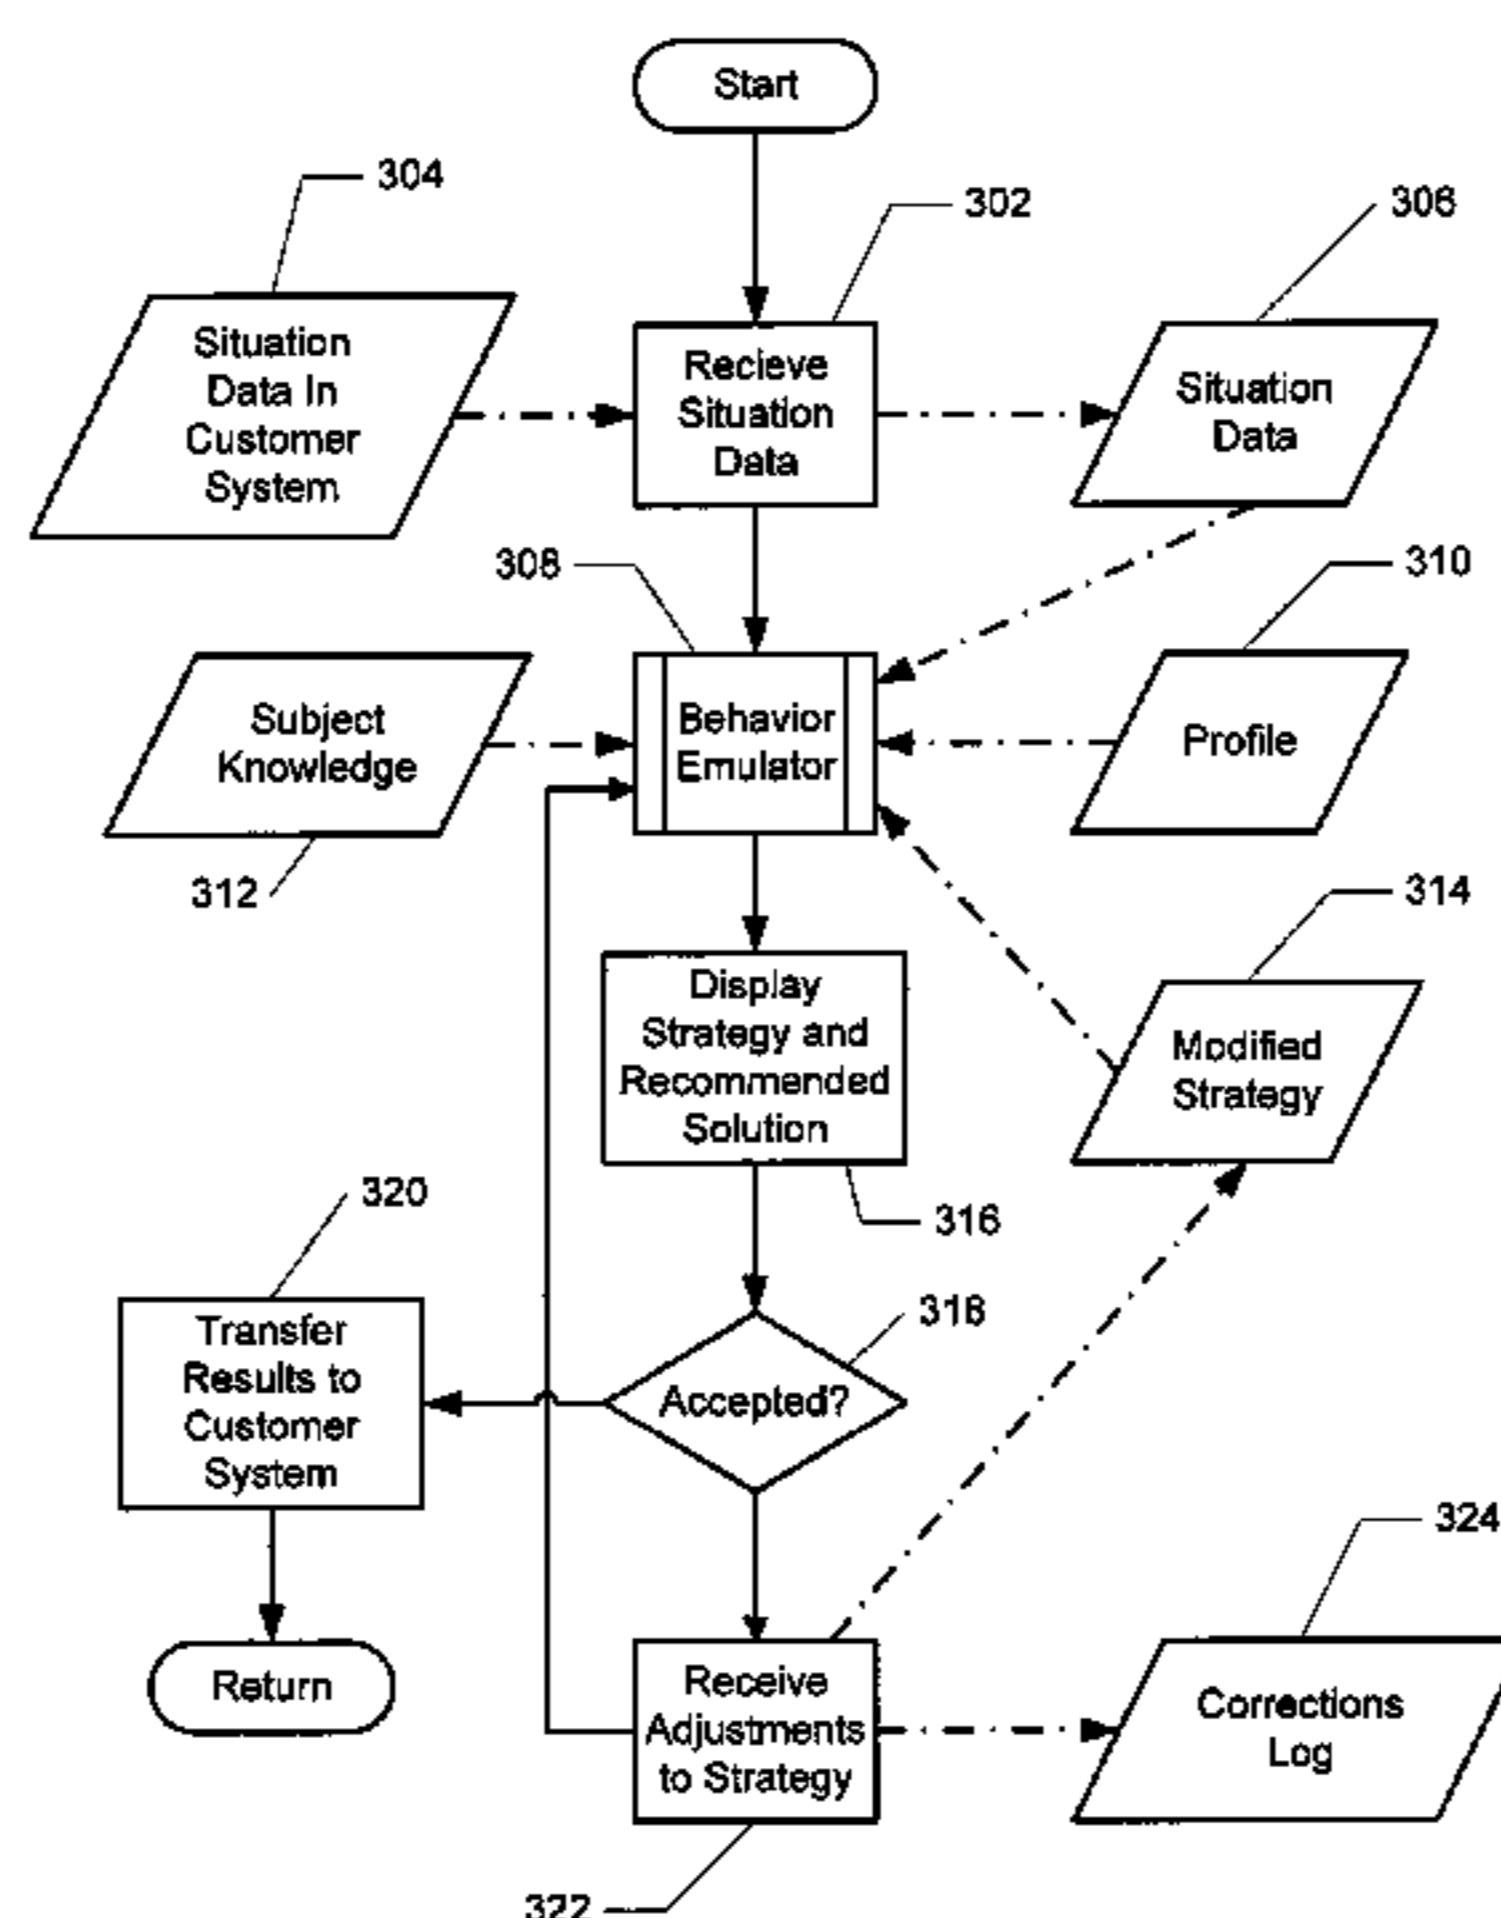 Start
304
302
306
Situation
Data In
Customer
System
Recieve
Situation
Data
Situation
Data
308
310
Subject
Knowledge
Behavior
Emulator
Profile
312
314
Display
Strategy and
Recommended
Solution
Modified
Strategy
316
320
318
Transfer
Results to
Customer
System
Accepted?
324
Return
Receive
Adjustments
to Strategy
Corrections
Log
322